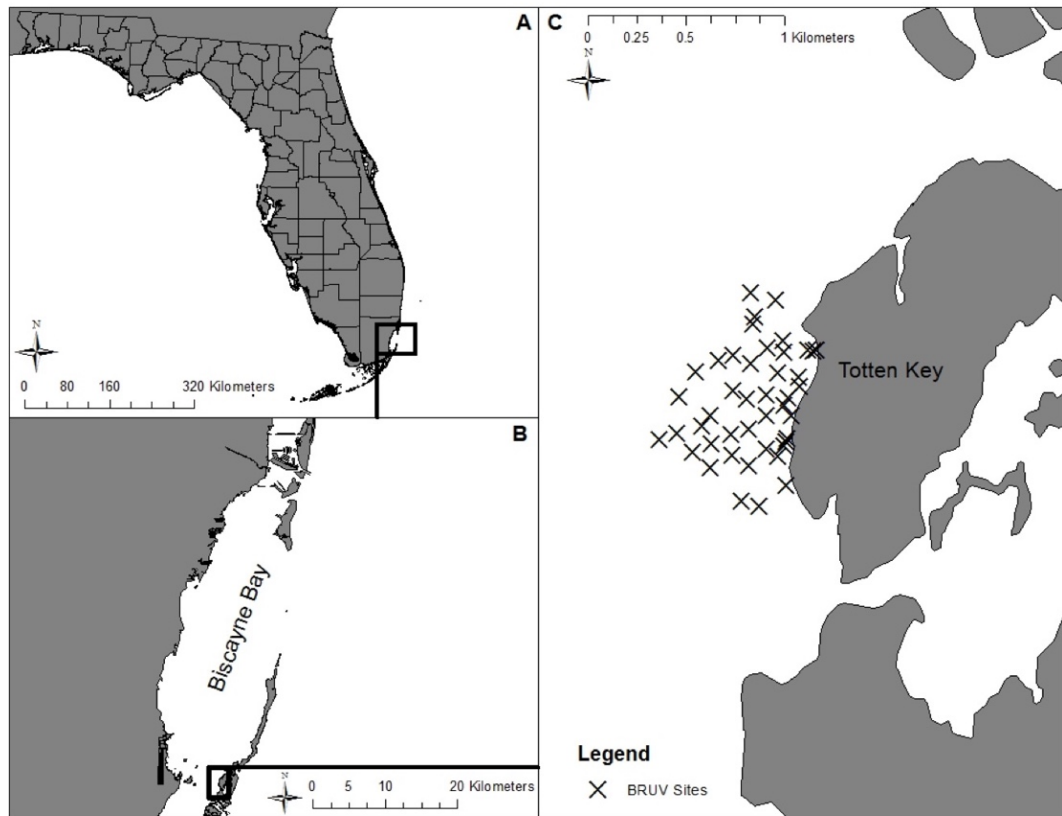 A
N
0 80 160 320 Kilometers
B
Biscayne Bay
N
0 5 10 20 Kilometers
C
0 0.25 0.5 1 Kilometers
N
Totten Key
Legend
BRUV Sites